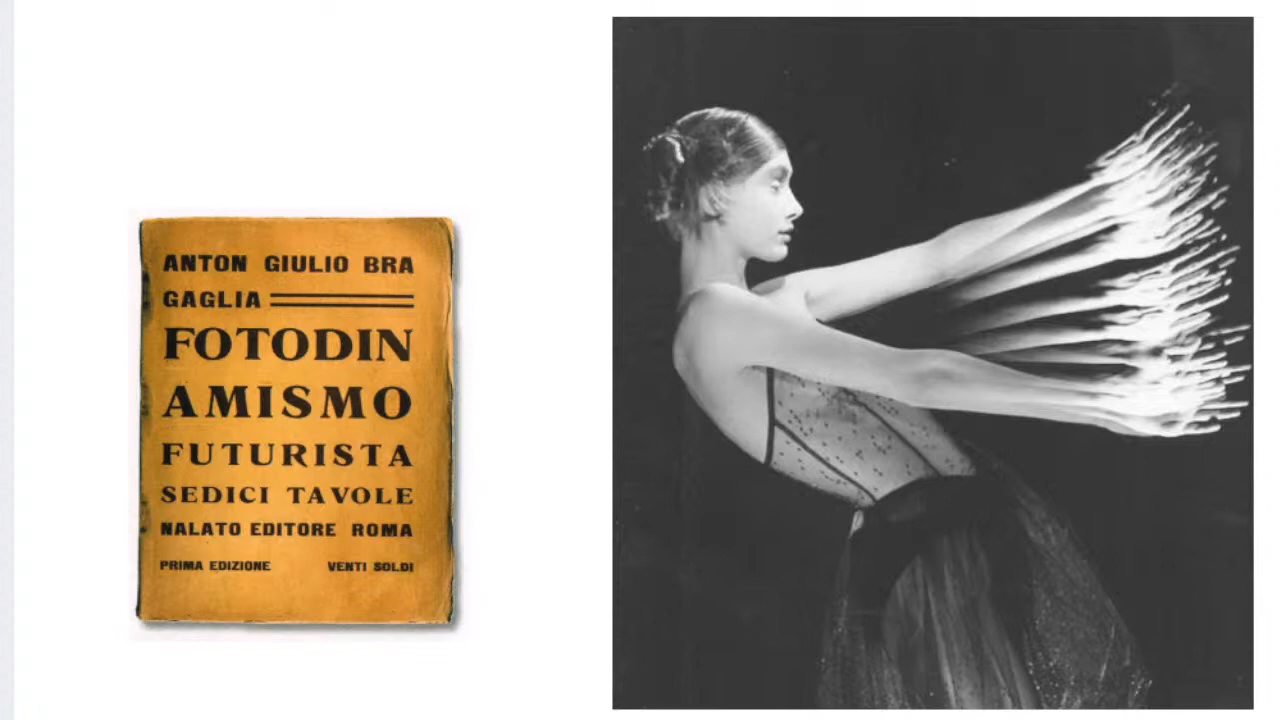 ANTON GIULIO BRA
GAGLIA
FOTODIN
AMISMO
FUTURISTA
SEDICI TAVOLE
NALATO EDITORE ROMA
PRIMA EDIZIONE VENTI SOLDI